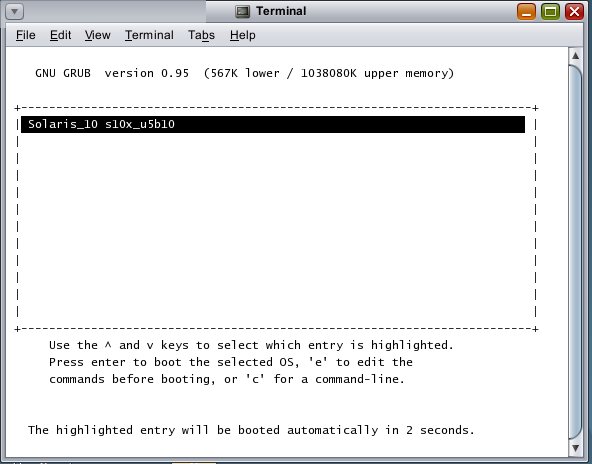 Terminal
File Edit View Terminal Tabs Help
GNU GRUB version 0.95 (567K lower / 1038080K upper memory)
Solaris_10 s10x_u5b10
Use the ^ and v keys to select which entry is highlighted.
Press enter to boot the selected OS, 'e' to edit the
commands before booting, or 'c' for a command-line.
The highlighted entry will be booted automatically in 2 seconds.